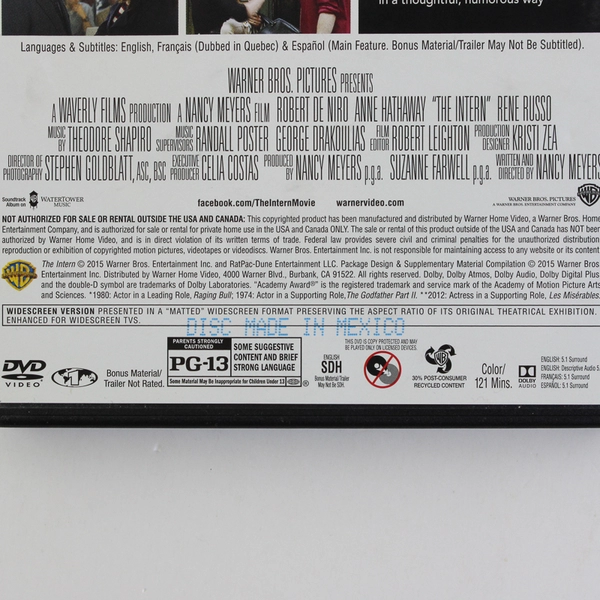 in a thoughtful, humorous way
Languages & Subtitles: English, Français (Dubbed in Quebec) & Español (Main Feature. Bonus Material/Trailer May Not Be Subtitled).
WARNER BROS. PICTURES PRESENTS
A WAVERLY FILMS PRODUCTION A NANCY MEYERS FILM ROBERT DE NIRO ANNE HATHAWAY "THE INTERN" RENE RUSSO
MUSIC BY THEODORE SHAPIRO MUSIC SUPERVISORS RANDALL POSTER GEORGE DRAKOULIAS FILM EDITOR ROBERT LEIGHTON PRODUCTION DESIGNER KRISTI ZEA
DIRECTOR OF PHOTOGRAPHY STEPHEN GOLDBLATT, ASC, BSC EXECUTIVE PRODUCER CELIA COSTAS PRODUCED BY NANCY MEYERS p.g.a. SUZANNE FARWELL p.g.a. WRITTEN AND DIRECTED BY NANCY MEYERS
Soundtrack Album on WATERTOWER MUSIC facebook.com/TheInternMovie warnervideo.com WARNER BROS. PICTURES
A WARNER BROS. ENTERTAINMENT COMPANY
NOT AUTHORIZED FOR SALE OR RENTAL OUTSIDE THE USA AND CANADA: This copyrighted product has been manufactured and distributed by Warner Home Video, a Warner Bros. Home
Entertainment Company, and is authorized for sale or rental for private home use in the USA and Canada ONLY. The sale or rental of this product outside the USA and Canada has NOT been
authorized by Warner Home Video, and is in direct violation of its written terms of trade. Federal law provides severe civil and criminal penalties for the unauthorized distribution
reproduction or exhibition of copyrighted motion pictures, videotapes or videodiscs. Warner Bros. Entertainment Inc. is not responsible for maintaining access to any website or its content
The Intern © 2015 Warner Bros. Entertainment Inc. and RatPac-Dune Entertainment LLC. Package Design & Supplementary Material Compilation © 2015 Warner Bros.
Entertainment Inc. Distributed by Warner Home Video, 4000 Warner Blvd., Burbank, CA 91522. All rights reserved. Dolby, Dolby Atmos, Dolby Audio, Dolby Digital Plus
and the double-D symbol are trademarks of Dolby Laboratories. "Academy Award®" is the registered trademark and service mark of the Academy of Motion Picture Arts
and Sciences. *1980: Actor in a Leading Role, Raging Bull; 1974: Actor in a Supporting Role, The Godfather Part II. **2012: Actress in a Supporting Role, Les Misérables.
WIDESCREEN VERSION PRESENTED IN A "MATTED" WIDESCREEN FORMAT PRESERVING THE ASPECT RATIO OF ITS ORIGINAL THEATRICAL EXHIBITION.
ENHANCED FOR WIDESCREEN TVS.
DISC MADE IN MEXICO
DVD VIDEO
Bonus Material/
Trailer Not Rated.
PARENTS STRONGLY CAUTIONED
PG-13
SOME SUGGESTIVE
CONTENT AND BRIEF
STRONG LANGUAGE
Some Material May Be Inappropriate for Children Under 13
ENGLISH
SDH
Bonus Material/Trailer
May Not Be SDH.
THIS DVD IS COPY PROTECTED AND MAY
BE PLAYED ONLY ON LICENSED DEVICES.
30% POST-CONSUMER
RECYCLED CONTENT
Color/
121 Mins.
DOLBY
AUDIO
ENGLISH: 5.1 Surround
ENGLISH: Descriptive Audio 5.
FRANÇAIS: 5.1 Surround
ESPAÑOL: 5.1 Surround